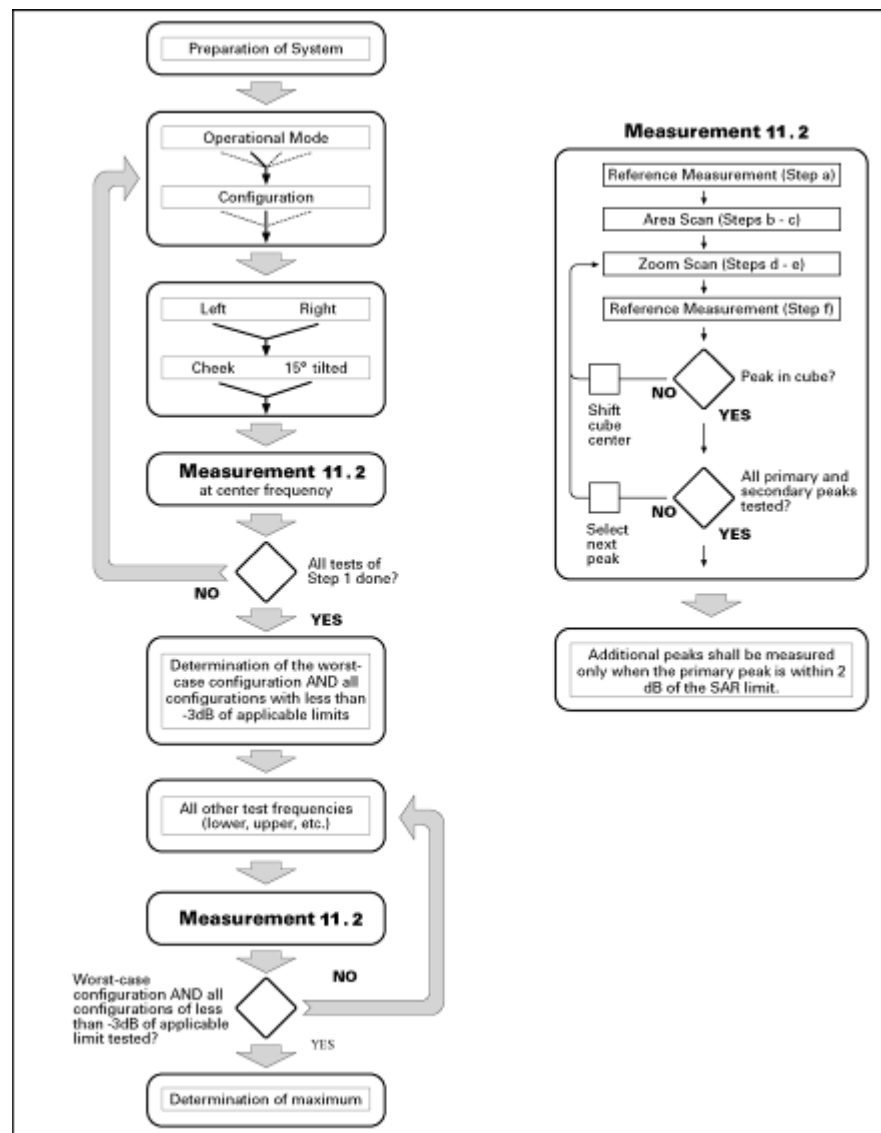 Preparation of System
Operational Mode
Configuration
Left Right
Cheek 15° tilted
Measurement 11.2
at center frequency
All tests of
Step 1 done?
NO
YES
Determination of the worst-
case configuration AND all
configurations with less than
-3dB of applicable limits
All other test frequencies
(lower, upper, etc.)
Measurement 11.2
NO
Worst-case
configuration AND all
configurations of less
than -3dB of applicable
limit tested?
YES
Determination of maximum
Measurement 11.2
Reference Measurement (Step a)
Area Scan (Steps b - c)
Zoom Scan (Steps d - e)
Reference Measurement (Step f)
Peak in cube?
NO
YES
Shift
cube
center
All primary and
secondary peaks
tested?
NO
YES
Select
next
peak
Additional peaks shall be measured
only when the primary peak is within 2
dB of the SAR limit.